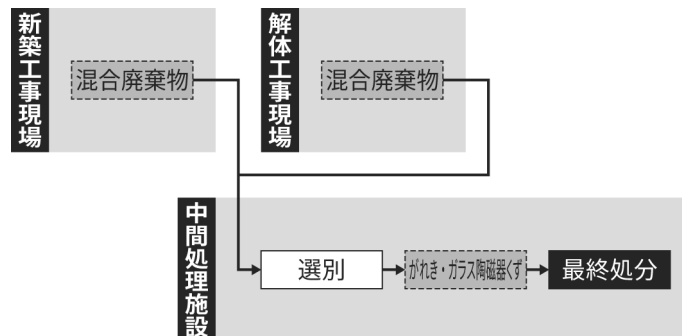 新築工事現場
混合廃棄物
解体工事現場
混合廃棄物
中間処理施設
選別
がれき・ガラス陶磁器くず
最終処分